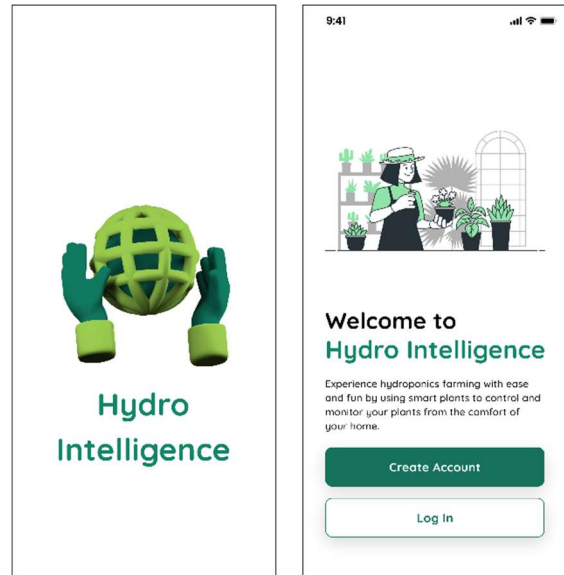 Hydro
Intelligence
9:41
Welcome to
Hydro Intelligence
Experience hydroponics farming with ease
and fun by using smart plants to control and
monitor your plants from the comfort of
your home.
Create Account
Log In